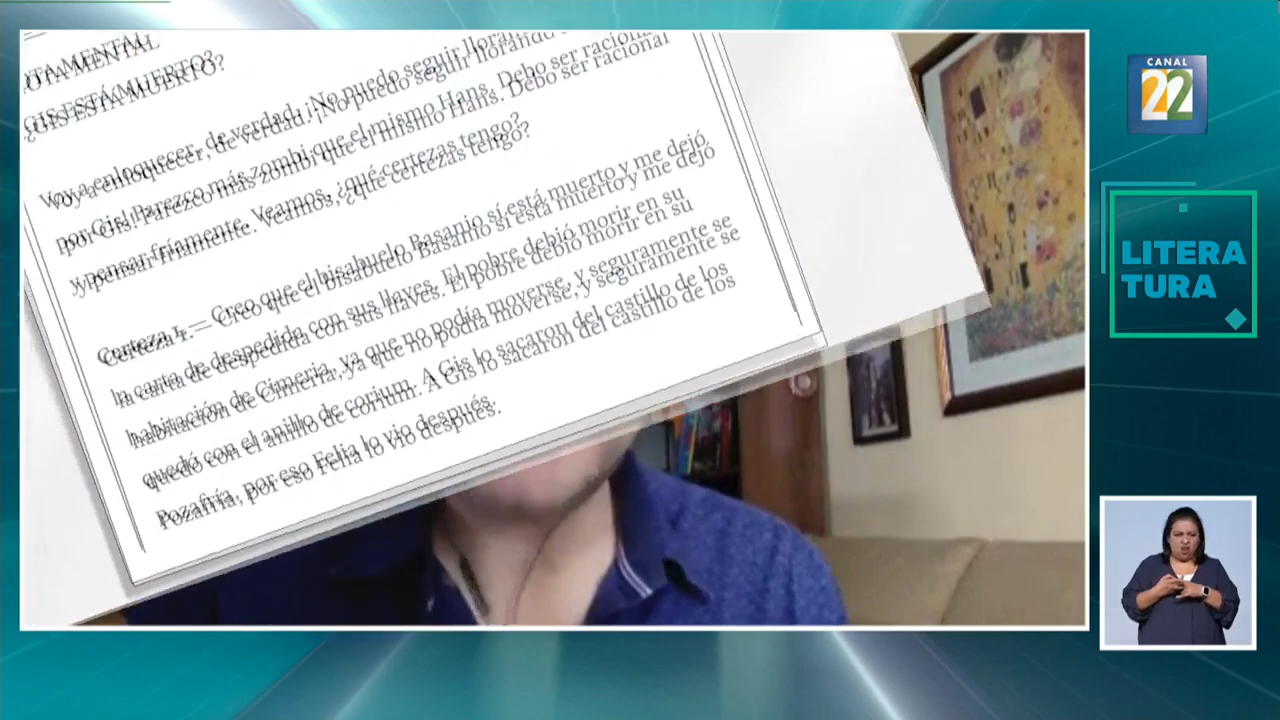 NOTA MENTAL
¿GIS ESTÁ MUERTO?
Voy a enloquecer, de verdad. ¡No puedo seguir llorando
por Gis! Parezco más zombi que el mismo Hans. Debo ser racional
y pensar fríamente. Veamos, ¿qué certezas tengo?
Certeza 1.— Creo que el bisabuelo Basanio sí está muerto y me dejó
la carta de despedida con sus llaves. El pobre debió morir en su
habitación de Cimeria, ya que no podía moverse, y seguramente se
quedó con el anillo de corium. A Gis lo sacaron del castillo de los
Pozafría, por eso Felia lo vio después.
CANAL
22
LITERA
TURA